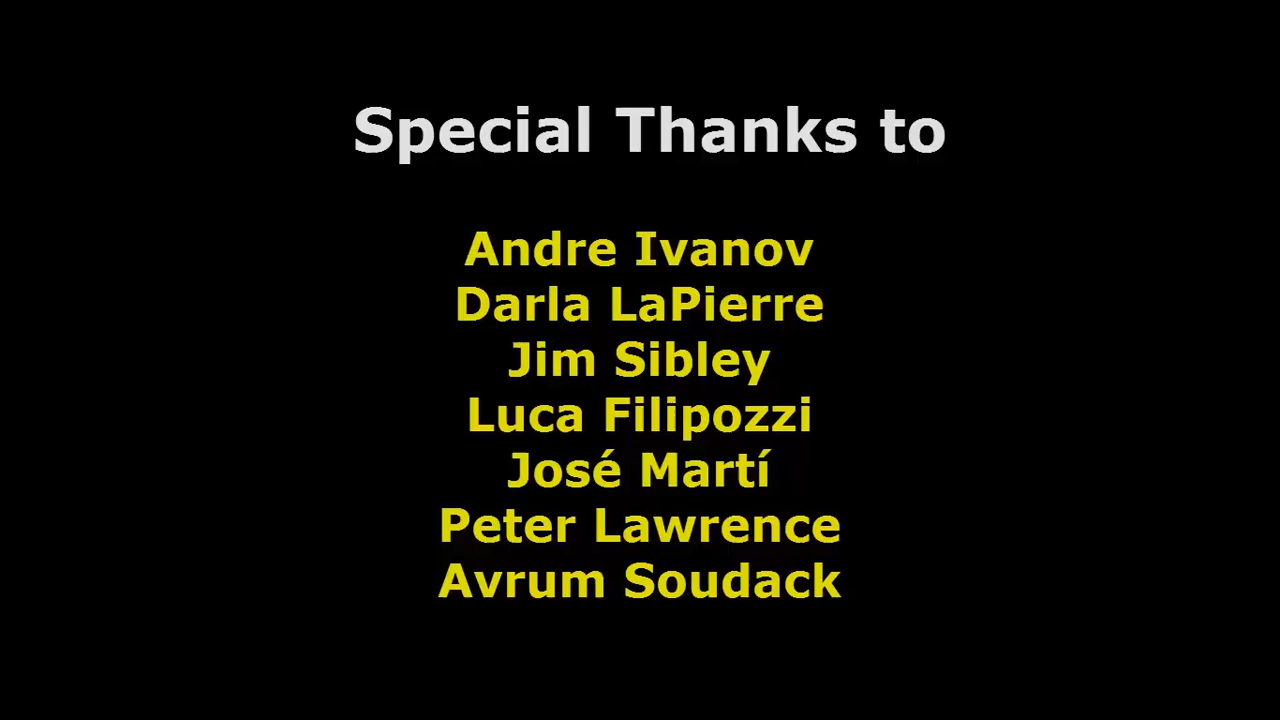 Special Thanks to
Andre Ivanov
Darla LaPierre
Jim Sibley
Luca Filipozzi
José Martí
Peter Lawrence
Avrum Soudack